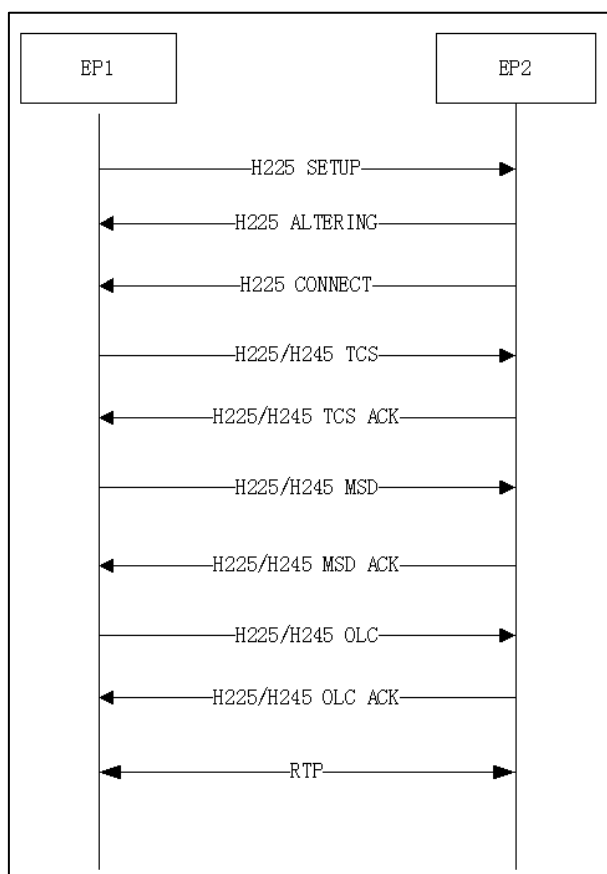 EP1
EP2
H225 SETUP
H225 ALTERING
H225 CONNECT
H225/H245 TCS
H225/H245 TCS ACK
H225/H245 MSD
H225/H245 MSD ACK
H225/H245 OLC
H225/H245 OLC ACK
RTP